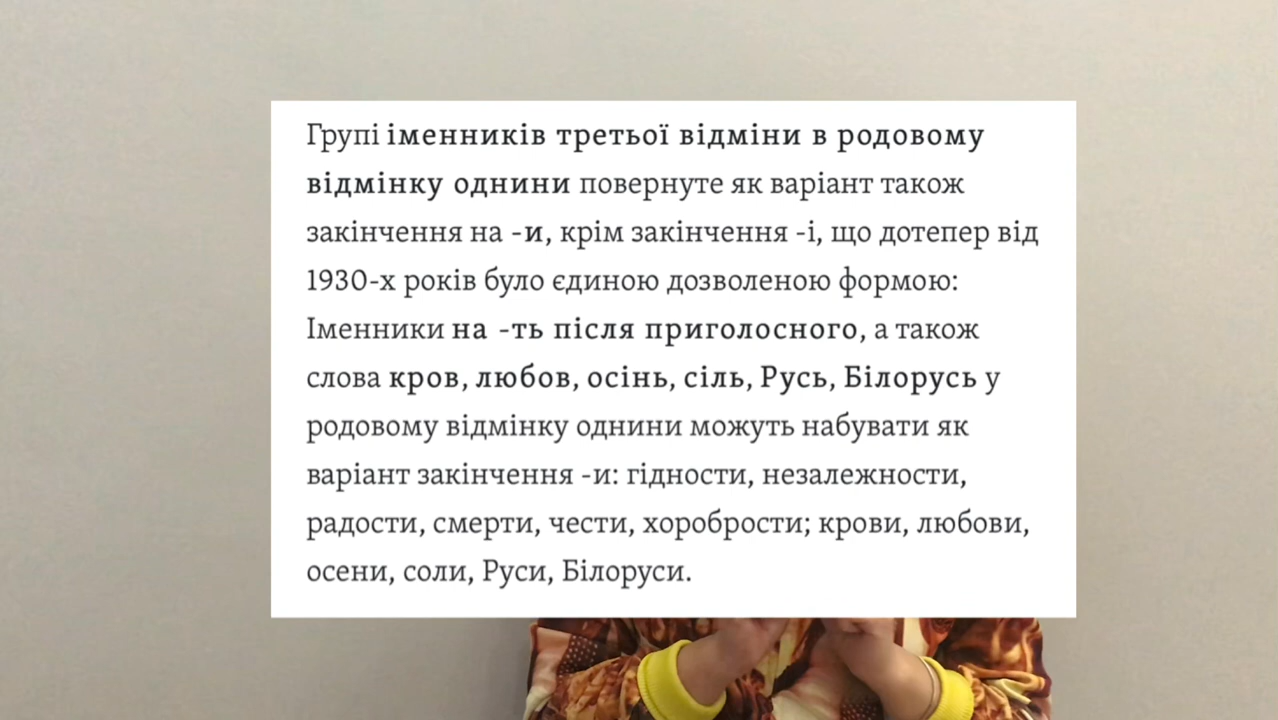 Групі іменників третьої відміни в родовому
відмінку однини повернуте як варіант також
закінчення на -и, крім закінчення -і, що дотепер від
1930-х років було єдиною дозволеною формою:
Іменники на -ть після приголосного, а також
слова кров, любов, осінь, сіль, Русь, Білорусь у
родовому відмінку однини можуть набувати як
варіант закінчення -и: гідности, незалежности,
радости, смерти, чести, хоробрости; крови, любови,
осени, соли, Руси, Білоруси.